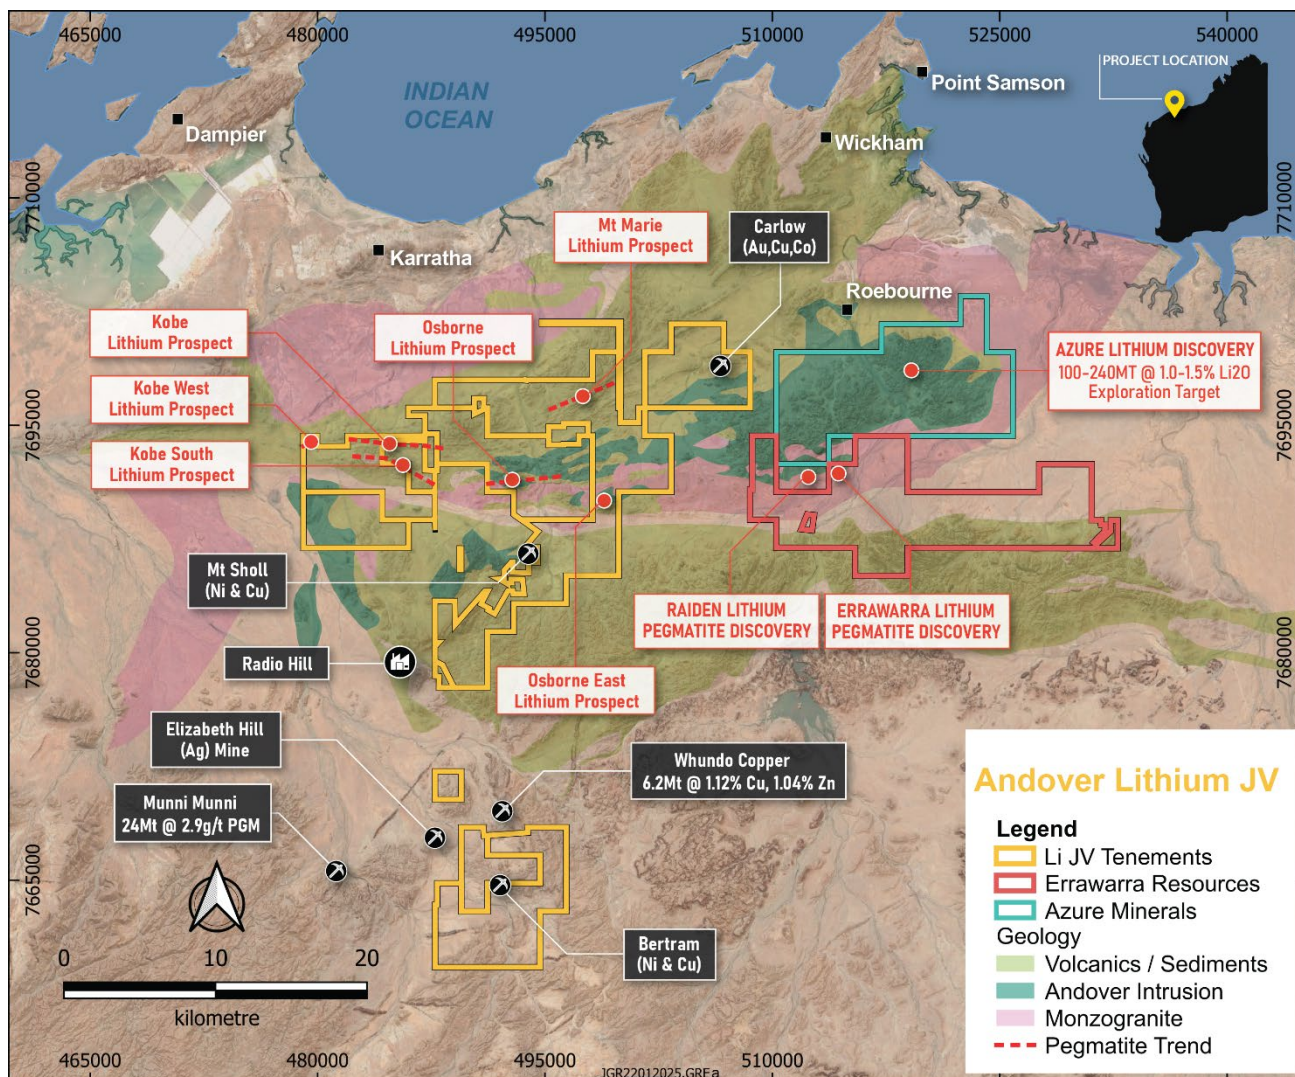 465000
480000
495000
510000
525000
540000
PROJECT LOCATION
INDIAN
OCEAN
Point Samson
Dampier
Wickham
7710000
7710000
Mt Marie
Lithium Prospect
Carlow
(Au,Cu,Co)
Karratha
Roebourne
Kobe
Lithium Prospect
Osborne
Lithium Prospect
AZURE LITHIUM DISCOVERY
100-240MT @ 1.0-1.5% Li2O
Exploration Target
Kobe West
Lithium Prospect
7695000
7695000
Kobe South
Lithium Prospect
Mt Sholl
(Ni & Cu)
RAIDEN LITHIUM
PEGMATITE DISCOVERY
ERRAWARRA LITHIUM
PEGMATITE DISCOVERY
7680000
7680000
Radio Hill
Osborne East
Lithium Prospect
Elizabeth Hill
(Ag) Mine
Whundo Copper
6.2Mt @ 1.12% Cu, 1.04% Zn
Munni Munni
24Mt @ 2.9g/t PGM
7665000
Bertram
(Ni & Cu)
0
10
20
kilometre
Andover Lithium JV
Legend
Li JV Tenements
Errawarra Resources
Azure Minerals
Geology
Volcanics / Sediments
Andover Intrusion
Monzogranite
Pegmatite Trend
465000
480000
495000
510000
525000
540000
JGR22012025.GREa